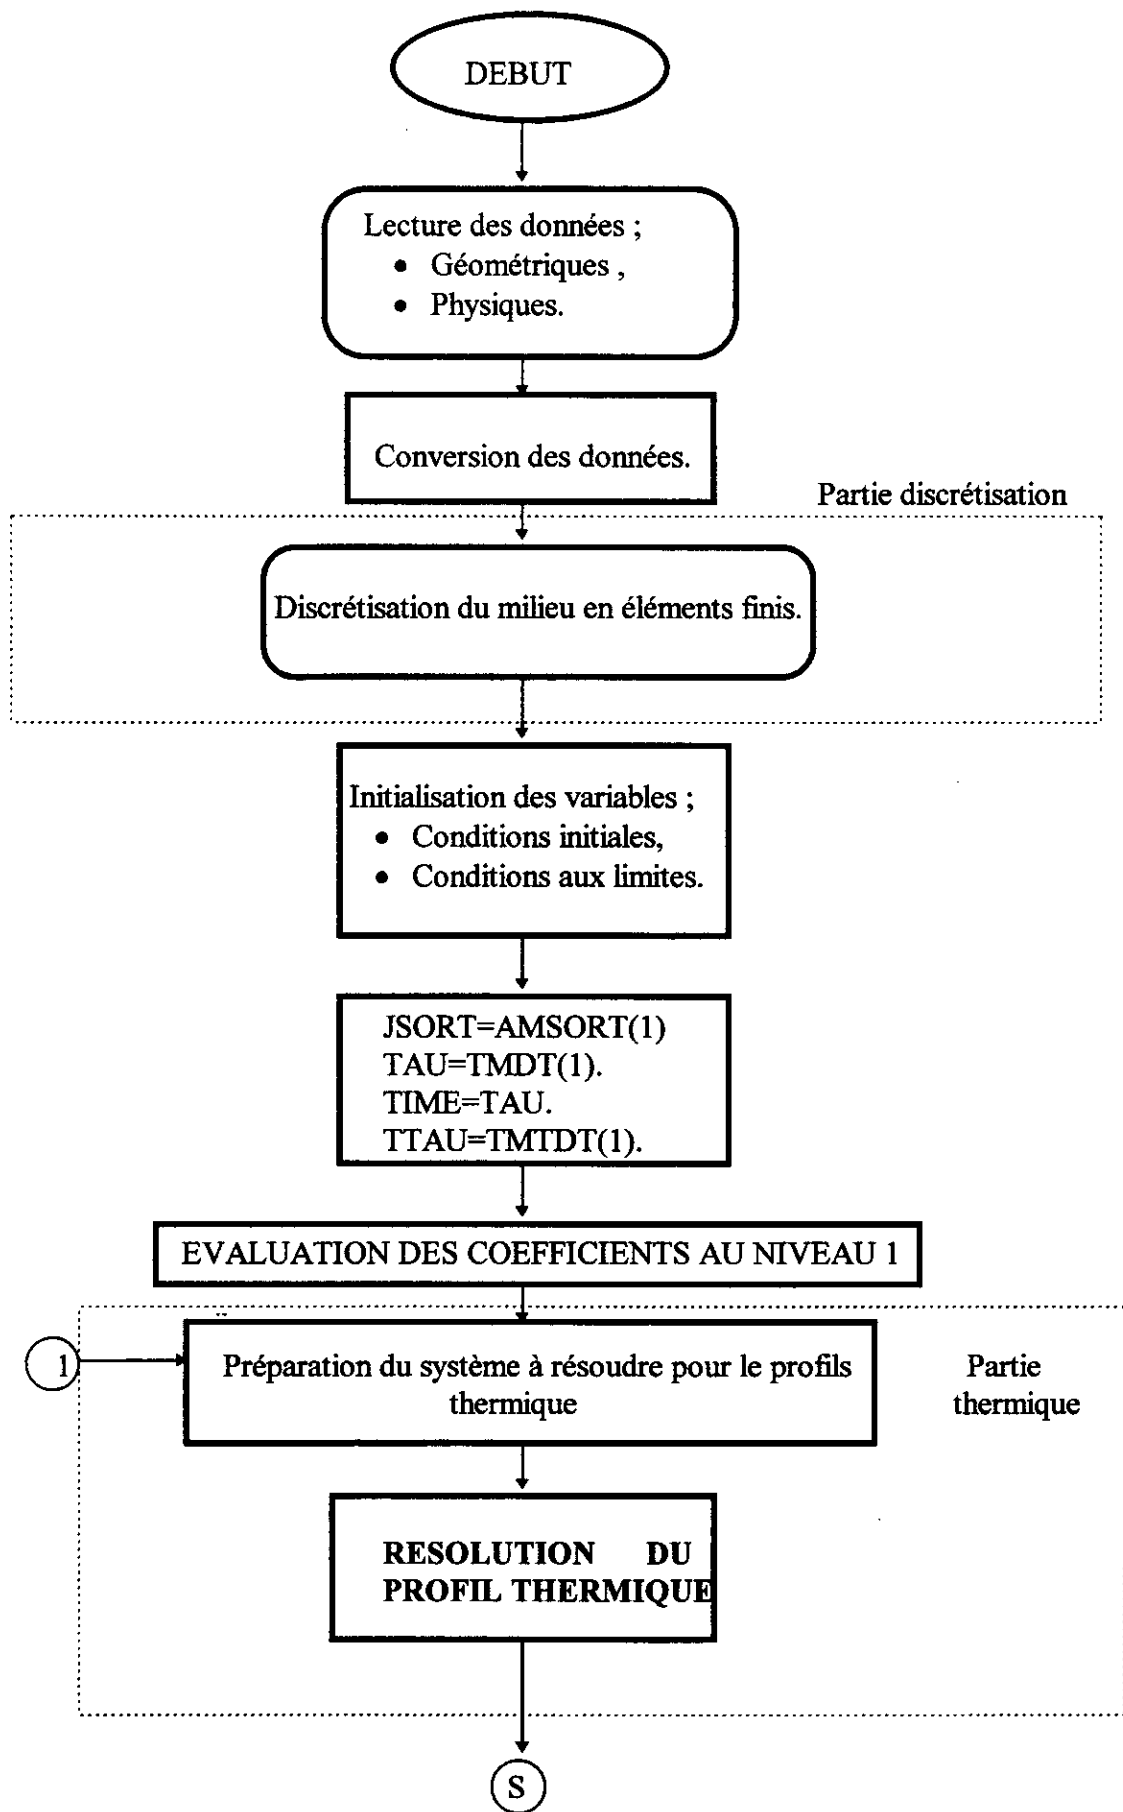 DEBUT
Lecture des données ;
• Géométriques ,
• Physiques.
Conversion des données.
Partie discrétisation
Discrétisation du milieu en éléments finis.
Initialisation des variables ;
• Conditions initiales,
• Conditions aux limites.
JSORT=AMSORT(1)
TAU=TMDT(1).
TIME=TAU.
TTAU=TMTDT(1).
EVALUATION DES COEFFICIENTS AU NIVEAU 1
1
Préparation du système à résoudre pour le profils
thermique
Partie
thermique
RESOLUTION DU
PROFIL THERMIQUE
S